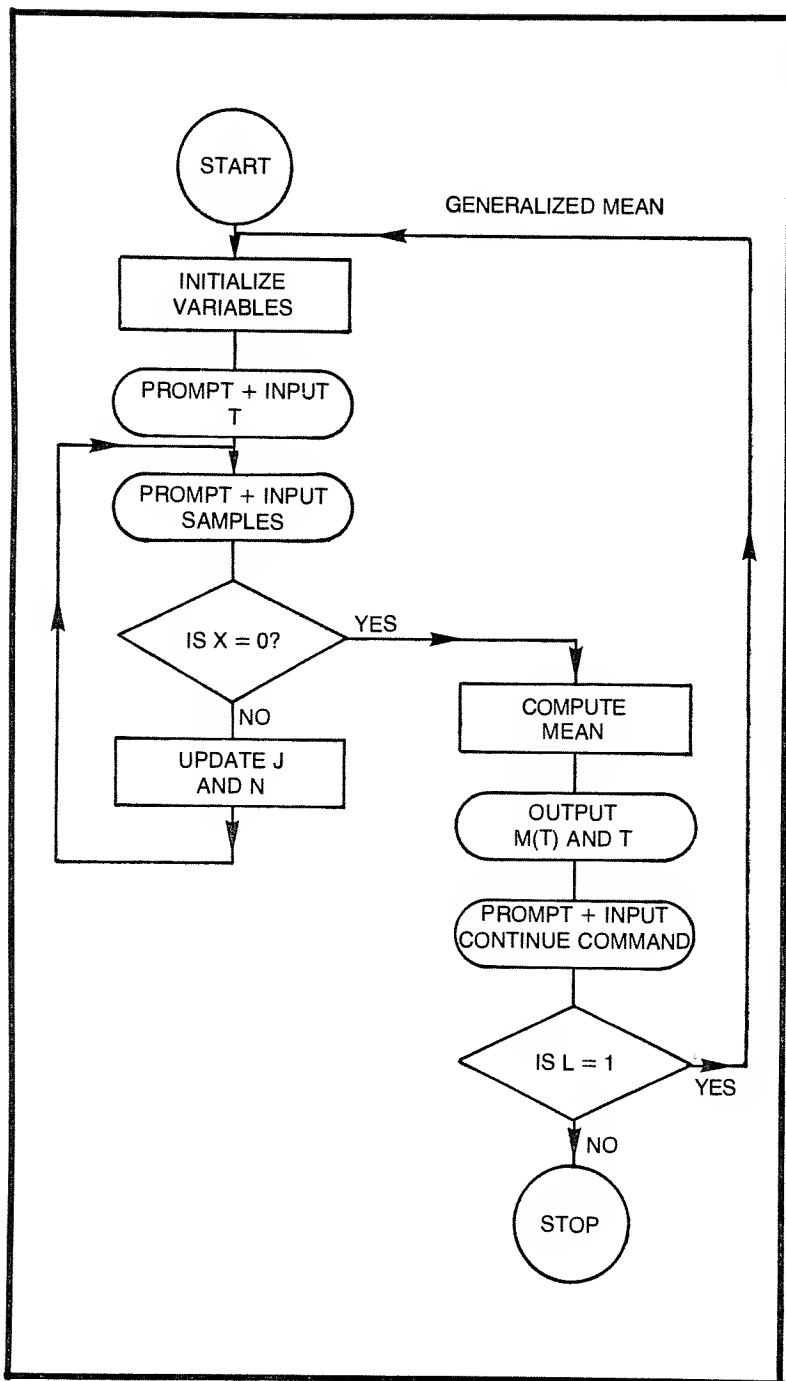 START
GENERALIZED MEAN
INITIALIZE
VARIABLES
PROMPT + INPUT
T
PROMPT + INPUT
SAMPLES
IS X = 0?
YES
NO
UPDATE J
AND N
COMPUTE
MEAN
OUTPUT
M(T) AND T
PROMPT + INPUT
CONTINUE COMMAND
IS L = 1
YES
NO
STOP